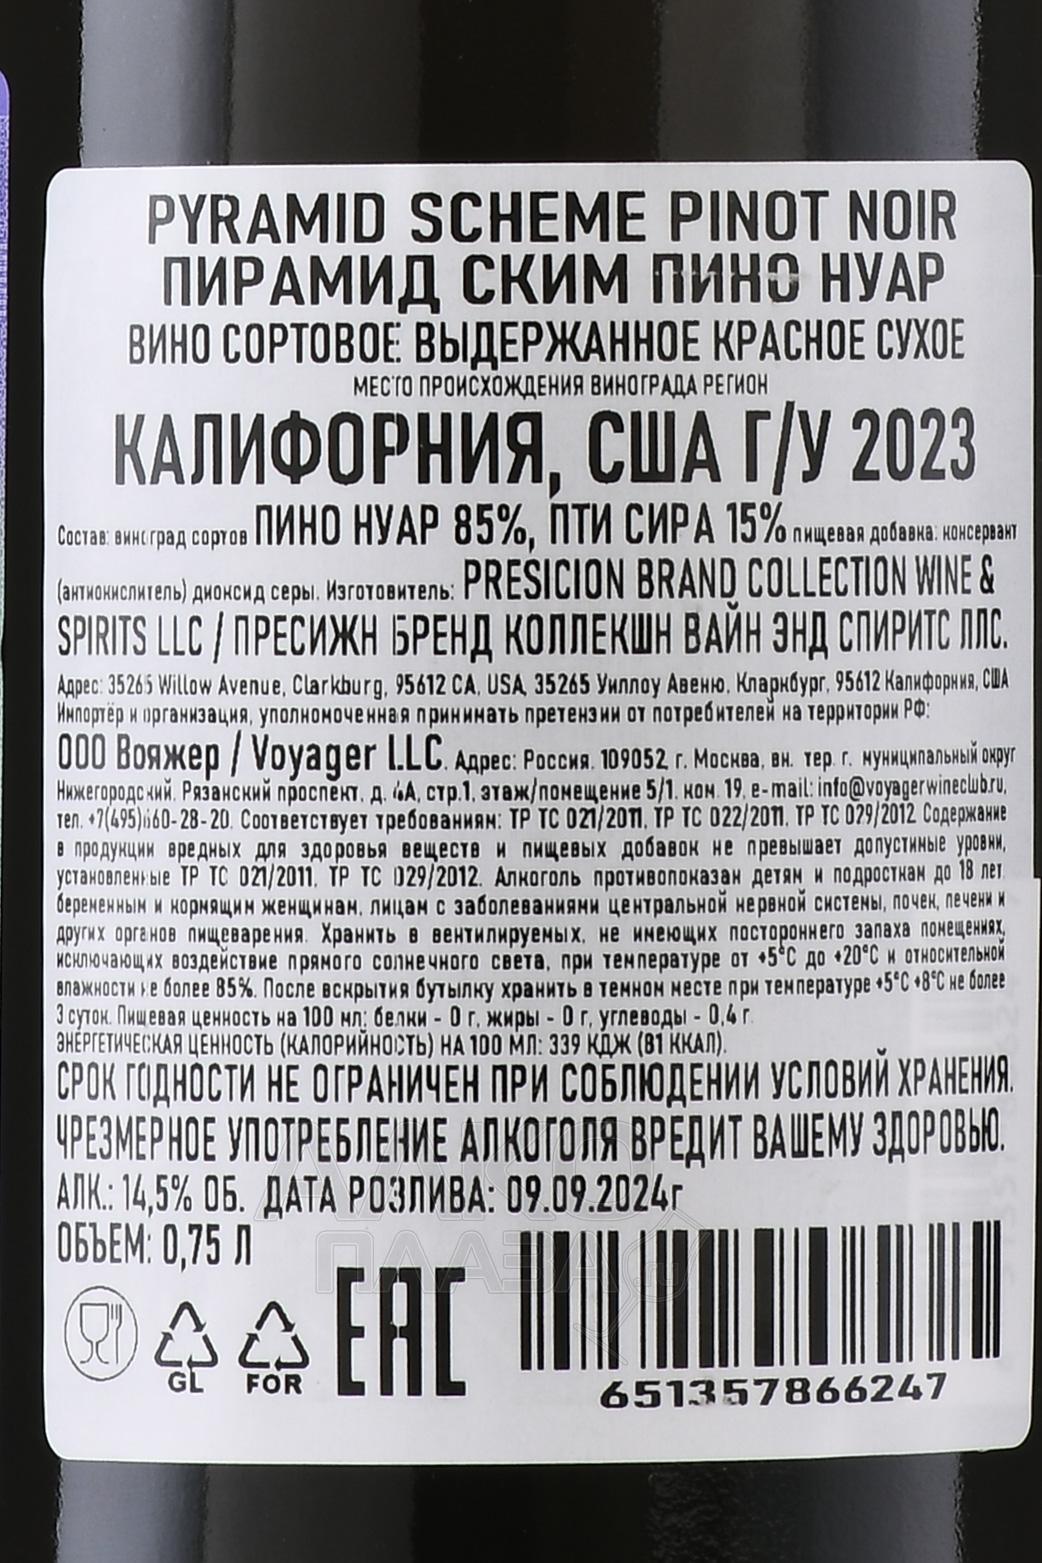 PYRAMID SCHEME PINOT NOIR
ПИРАМИД СКИМ ПИНО НУАР
ВИНО СОРТОВОЕ ВЫДЕРЖАННОЕ КРАСНОЕ СУХОЕ
МЕСТО ПРОИСХОЖДЕНИЯ ВИНОГРАДА РЕГИОН
КАЛИФОРНИЯ, США Г/У 2023
Состав: виноград сортов ПИНО НУАР 85%, ПТИ СИРА 15% пищевая добавка: консервант
(антиокислитель) диоксид серы. Изготовитель: PRESICION BRAND COLLECTION WINE &
SPIRITS LLC / ПРЕСИЖН БРЕНД КОЛЛЕКШН ВАЙН ЭНД СПИРИТС ЛЛС.
Адрес: 35265 Willow Avenue, Clarkburg, 95612 CA, USA, 35265 Уиллоу Авеню, Кларкбург, 95612 Калифорния, США
Импортёр и организация, уполномоченная принимать претензии от потребителей на территории РФ:
ООО Вояжер / Voyager LLC. Адрес: Россия, 109052, г. Москва, вн. тер. г. муниципальный округ
Нижегородский, Рязанский проспект, д. 4А, стр.1, этаж/помещение 5/1, ком. 19, e-mail: info@voyagerwineclub.ru,
тел. +7(495)660-28-20. Соответствует требованиям: ТР ТС 021/2011, ТР ТС 022/2011, ТР ТС 029/2012. Содержание
в продукции вредных для здоровья веществ и пищевых добавок не превышает допустимые уровни,
установленные ТР ТС 021/2011, ТР ТС 029/2012. Алкоголь противопоказан детям и подросткам до 18 лет,
беременным и кормящим женщинам, лицам с заболеваниями центральной нервной системы, почек, печени и
других органов пищеварения. Хранить в вентилируемых, не имеющих постороннего запаха помещениях,
исключающих воздействие прямого солнечного света, при температуре от +5°С до +20°С и относительной
влажности не более 85%. После вскрытия бутылку хранить в темном месте при температуре +5°С +8°С не более
3 суток. Пищевая ценность на 100 мл: белки - 0 г, жиры - 0 г, углеводы - 0,4 г.
ЭНЕРГЕТИЧЕСКАЯ ЦЕННОСТЬ (КАЛОРИЙНОСТЬ) НА 100 МЛ: 339 КДЖ (81 ККАЛ).
СРОК ГОДНОСТИ НЕ ОГРАНИЧЕН ПРИ СОБЛЮДЕНИИ УСЛОВИЙ ХРАНЕНИЯ.
ЧРЕЗМЕРНОЕ УПОТРЕБЛЕНИЕ АЛКОГОЛЯ ВРЕДИТ ВАШЕМУ ЗДОРОВЬЮ.
АЛК.: 14,5% ОБ. ДАТА РОЗЛИВА: 09.09.2024г
ОБЪЕМ: 0,75 Л
АЛКО
ПЛАЗА.ru
GL FOR EAC
651357866247